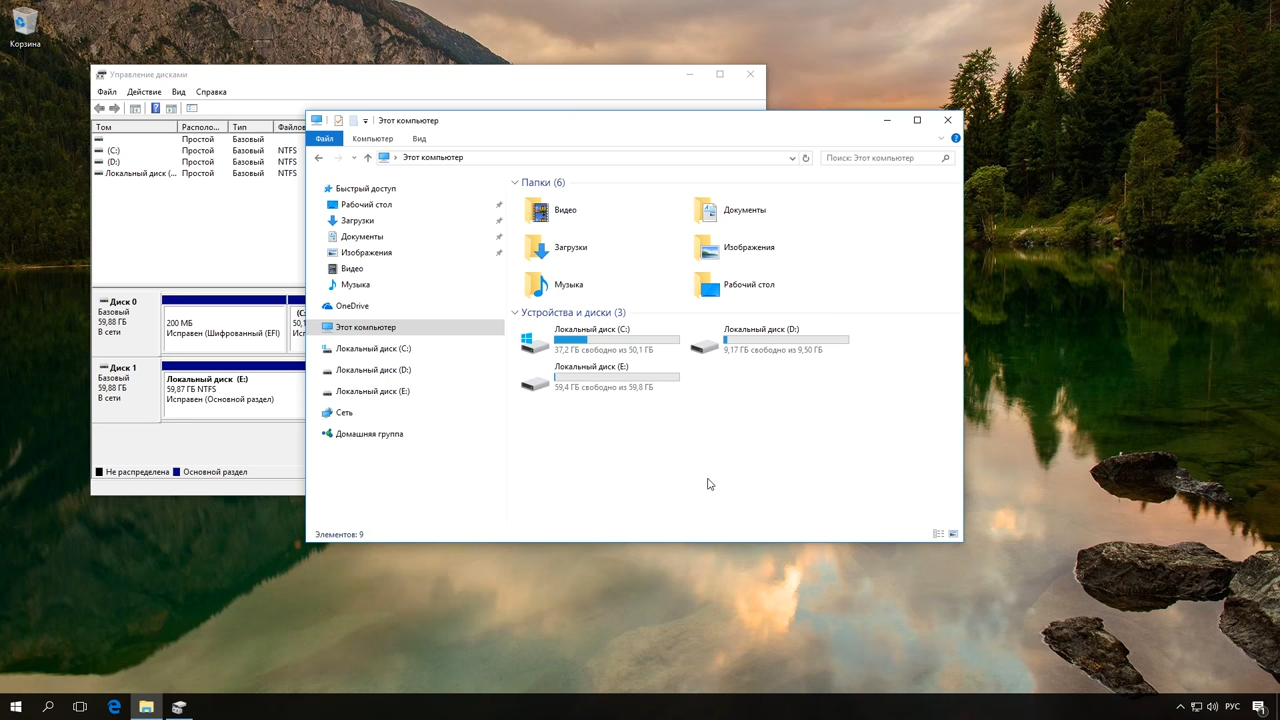 Корзина
Управление дисками
Файл Действие Вид Справка
Том Располо... Тип Файлов
Простой Базовый
(C:) Простой Базовый NTFS
(D:) Простой Базовый NTFS
Локальный диск (... Простой Базовый NTFS
Диск 0
Базовый
59,88 ГБ
В сети
200 МБ
Исправен (Шифрованный (EFI)
(C:
50,1
Исп
Диск 1
Базовый
59,88 ГБ
В сети
Локальный диск (E:)
59,87 ГБ NTFS
Исправен (Основной раздел)
Не распределена Основной раздел
Этот компьютер
Файл Компьютер Вид
Этот компьютер
Поиск: Этот компьютер
Быстрый доступ
Рабочий стол
Загрузки
Документы
Изображения
Видео
Музыка
OneDrive
Этот компьютер
Локальный диск (C:)
Локальный диск (D:)
Локальный диск (E:)
Сеть
Домашняя группа
Папки (6)
Видео Документы
Загрузки Изображения
Музыка Рабочий стол
Устройства и диски (3)
Локальный диск (C:)
37,2 ГБ свободно из 50,1 ГБ
Локальный диск (D:)
9,17 ГБ свободно из 9,50 ГБ
Локальный диск (E:)
59,4 ГБ свободно из 59,8 ГБ
Элементов: 9
РУС
1